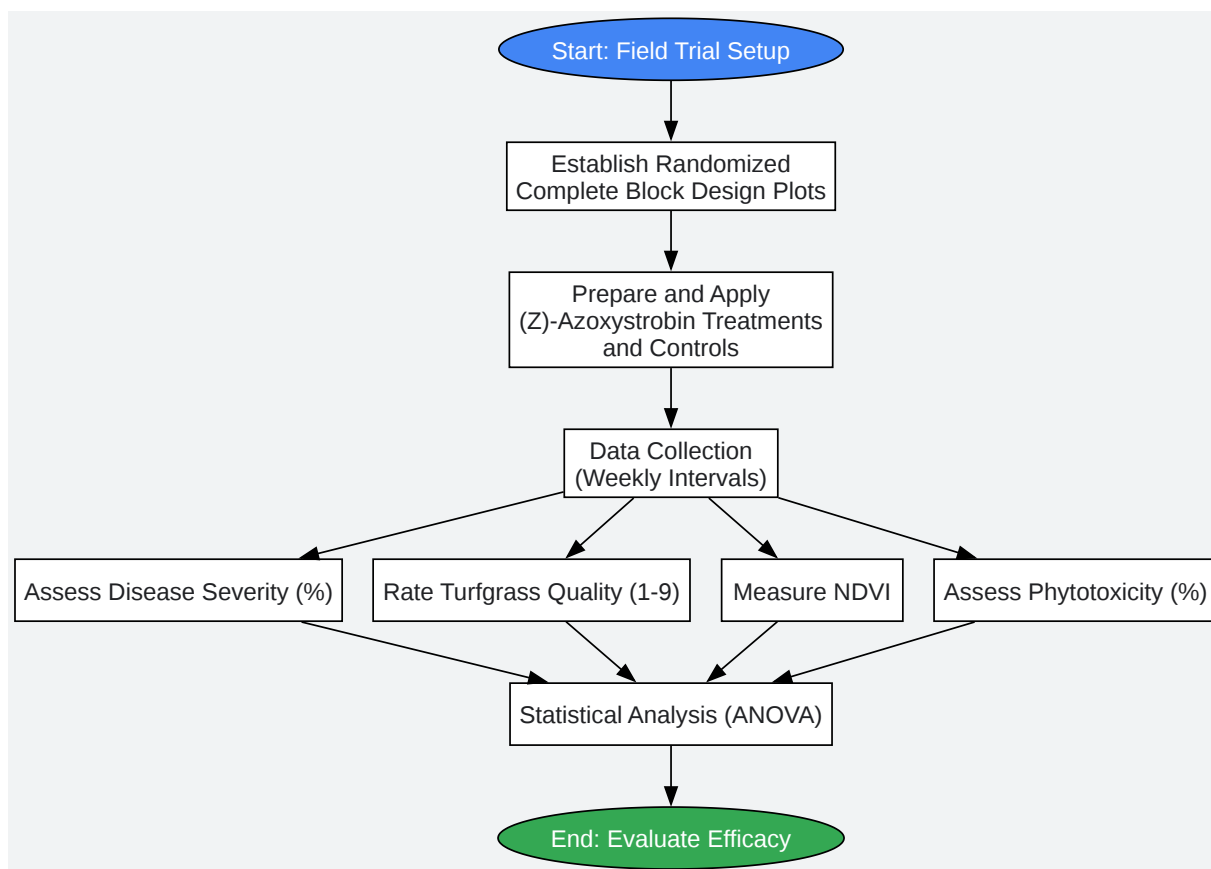 Start: Field Trial Setup
Establish Randomized
Complete Block Design Plots
Prepare and Apply
(Z)-Azoxystrobin Treatments
and Controls
Data Collection
(Weekly Intervals)
Assess Disease Severity (%)
Rate Turfgrass Quality (1-9)
Measure NDVI
Assess Phytotoxicity (%)
Statistical Analysis (ANOVA)
End: Evaluate Efficacy